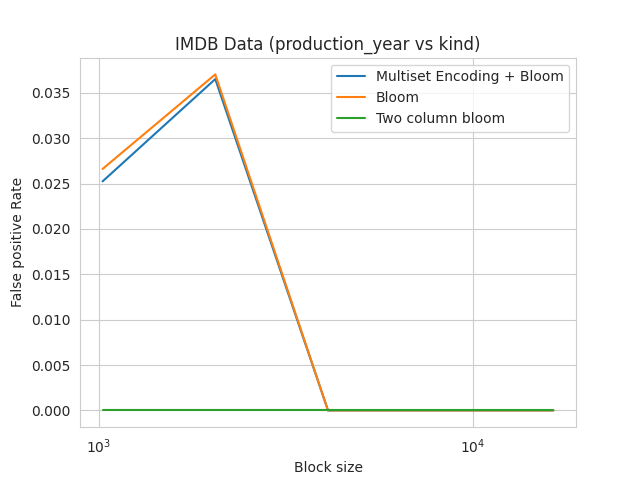 IMDB Data (production_year vs kind)
Multiset Encoding + Bloom
Bloom
Two column bloom
False positive Rate
0.035
0.030
0.025
0.020
0.015
0.010
0.005
0.000
10³
10⁴
Block size